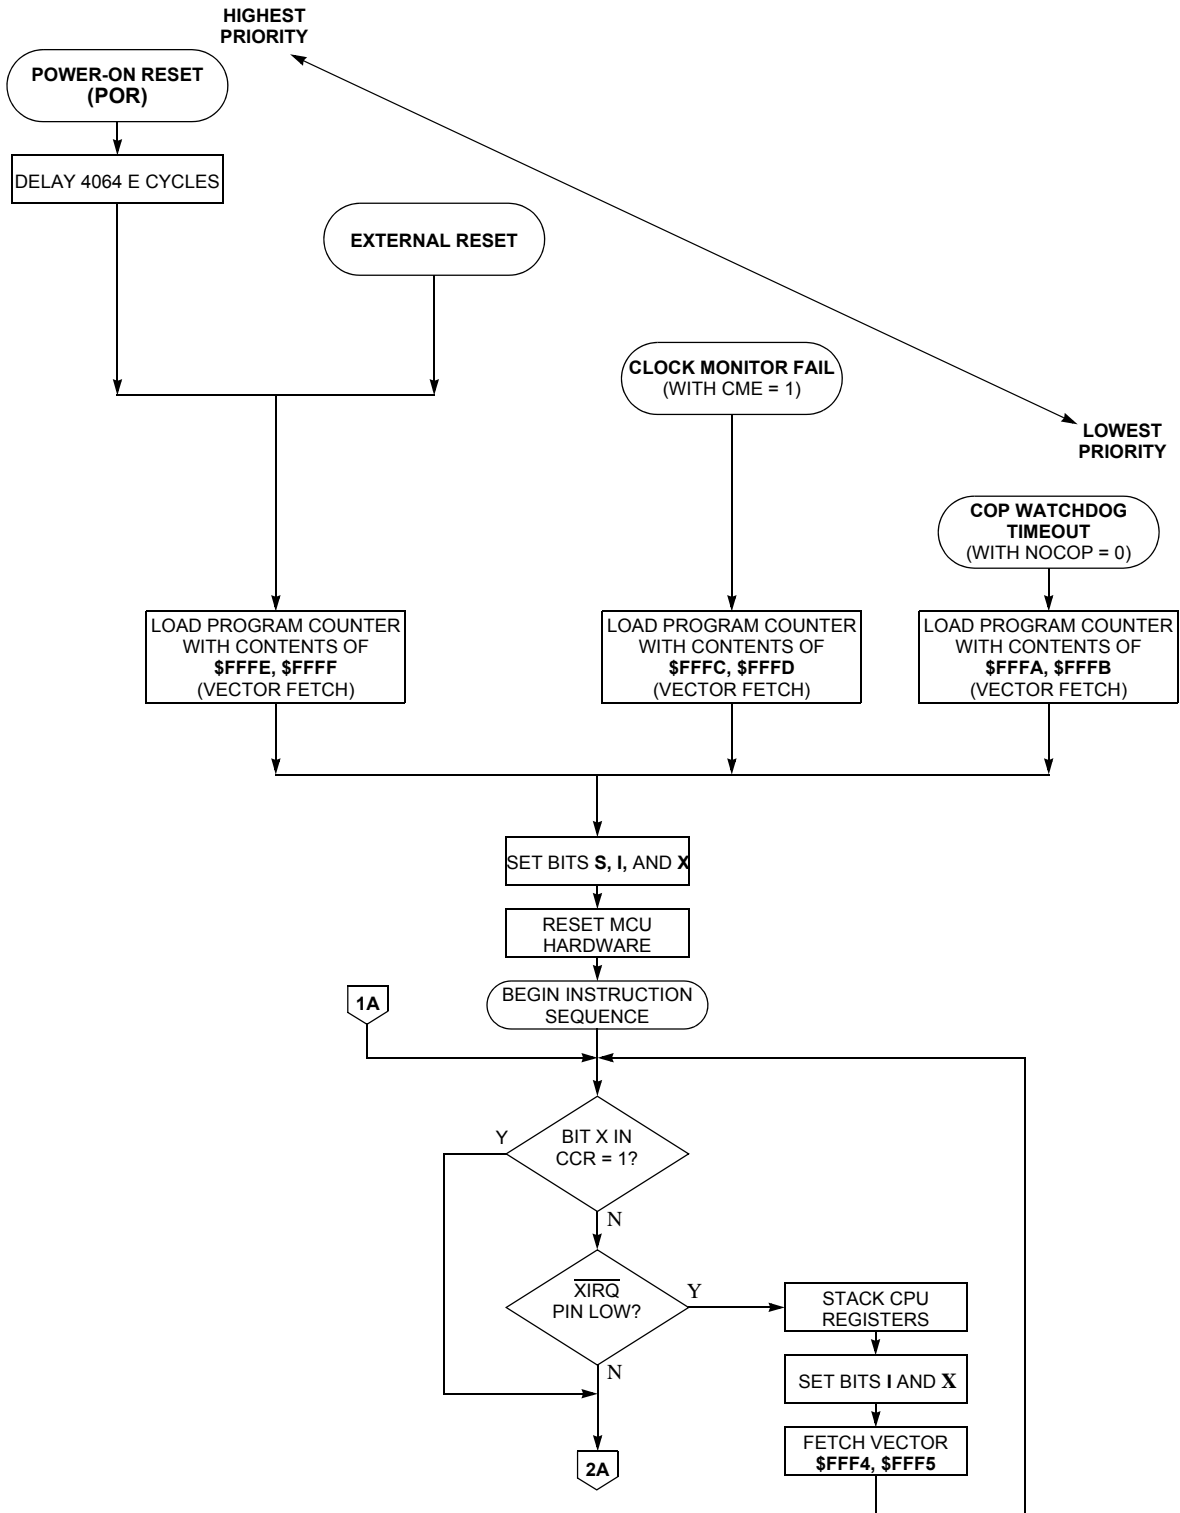 HIGHEST
PRIORITY
POWER-ON RESET
(POR)
DELAY 4064 E CYCLES
EXTERNAL RESET
CLOCK MONITOR FAIL
(WITH CME = 1)
LOWEST
PRIORITY
COP WATCHDOG
TIMEOUT
(WITH NOCOP = 0)
LOAD PROGRAM COUNTER
WITH CONTENTS OF
$FFFE, $FFFF
(VECTOR FETCH)
LOAD PROGRAM COUNTER
WITH CONTENTS OF
$FFFC, $FFFD
(VECTOR FETCH)
LOAD PROGRAM COUNTER
WITH CONTENTS OF
$FFFA, $FFFB
(VECTOR FETCH)
SET BITS S, I, AND X
RESET MCU
HARDWARE
BEGIN INSTRUCTION
SEQUENCE
1A
Y
BIT X IN
CCR = 1?
N
XIRQ
PIN LOW?
Y
STACK CPU
REGISTERS
N
SET BITS I AND X
FETCH VECTOR
$FFF4, $FFF5
2A